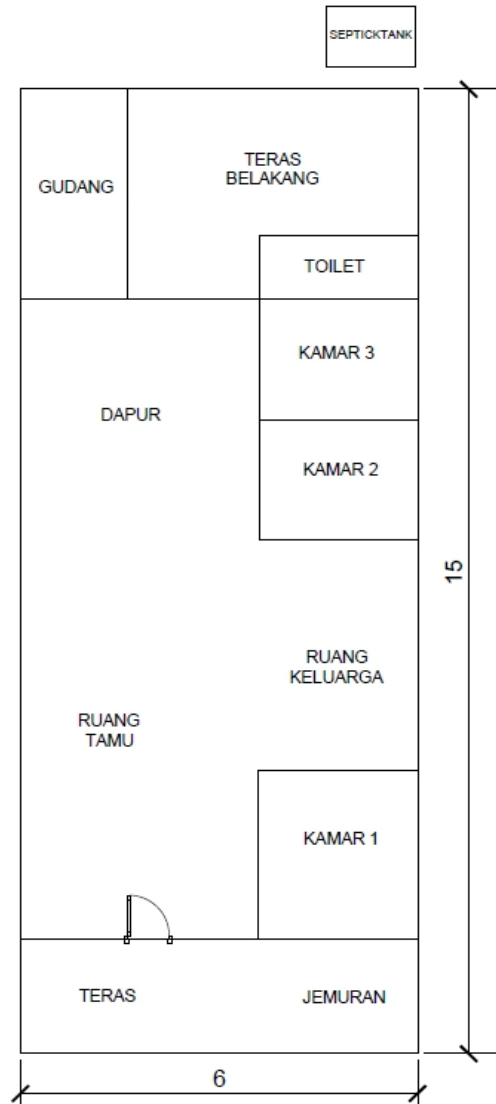 SEPTICKTANK
GUDANG
TERAS
BELAKANG
TOILET
KAMAR 3
DAPUR
KAMAR 2
15
RUANG
KELUARGA
RUANG
TAMU
KAMAR 1
TERAS
JEMURAN
6